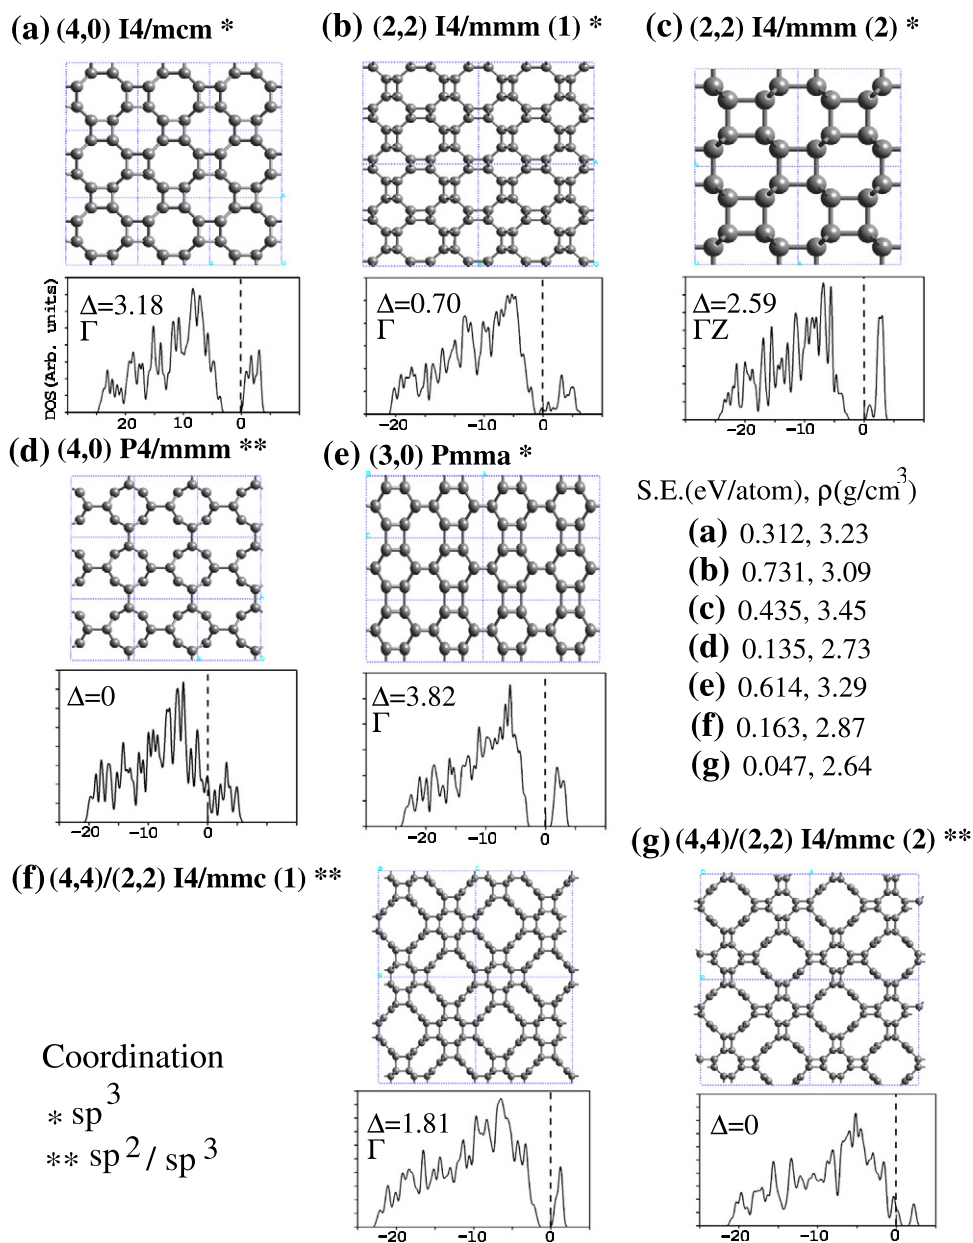 (a) (4,0) I4/mcm *
(b) (2,2) I4/mmm (1) *
(c) (2,2) I4/mmm (2) *
DOS(Arb. units)
Δ=3.18
Γ
20 10 0
Δ=0.70
Γ
-20 -10 0
Δ=2.59
ΓZ
-20 -10 0
(d) (4,0) P4/mmm **
(e) (3,0) Pmma *
Δ=0
-20 -10 0
Δ=3.82
Γ
-20 -10 0
S.E.(eV/atom), ρ(g/cm³)
(a) 0.312, 3.23
(b) 0.731, 3.09
(c) 0.435, 3.45
(d) 0.135, 2.73
(e) 0.614, 3.29
(f) 0.163, 2.87
(g) 0.047, 2.64
(f) (4,4)/(2,2) I4/mmc (1) **
(g) (4,4)/(2,2) I4/mmc (2) **
Coordination
* sp³
** sp²/ sp³
Δ=1.81
Γ
-20 -10 0
Δ=0
-20 -10 0